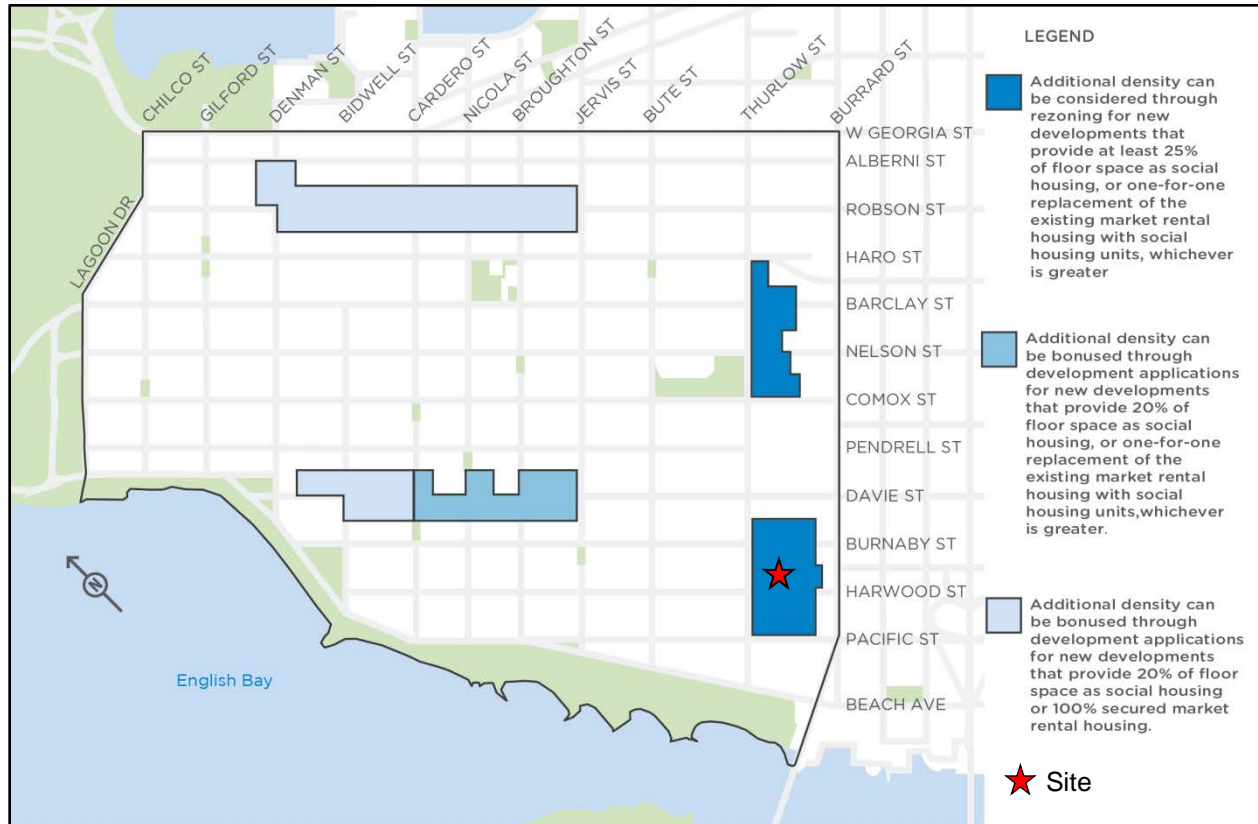 CHILCO ST
GILFORD ST
DENMAN ST
BIDWELL ST
CARDERO ST
NICOLA ST
BROUGHTON ST
JERVIS ST
BUTE ST
THURLOW ST
BURRARD ST
LAGOON DR
W GEORGIA ST
ALBERNI ST
ROBSON ST
HARO ST
BARCLAY ST
NELSON ST
COMOX ST
PENDRELL ST
DAVIE ST
BURNABY ST
HARWOOD ST
PACIFIC ST
BEACH AVE
N
English Bay
LEGEND
Additional density can
be considered through
rezoning for new
developments that
provide at least 25%
of floor space as social
housing, or one-for-one
replacement of the
existing market rental
housing with social
housing units, whichever
is greater
Additional density can
be bonused through
development applications
for new developments
that provide 20% of
floor space as social
housing, or one-for-one
replacement of the
existing market rental
housing with social
housing units,whichever
is greater.
Additional density can
be bonused through
development applications
for new developments
that provide 20% of floor
space as social housing
or 100% secured market
rental housing.
Site